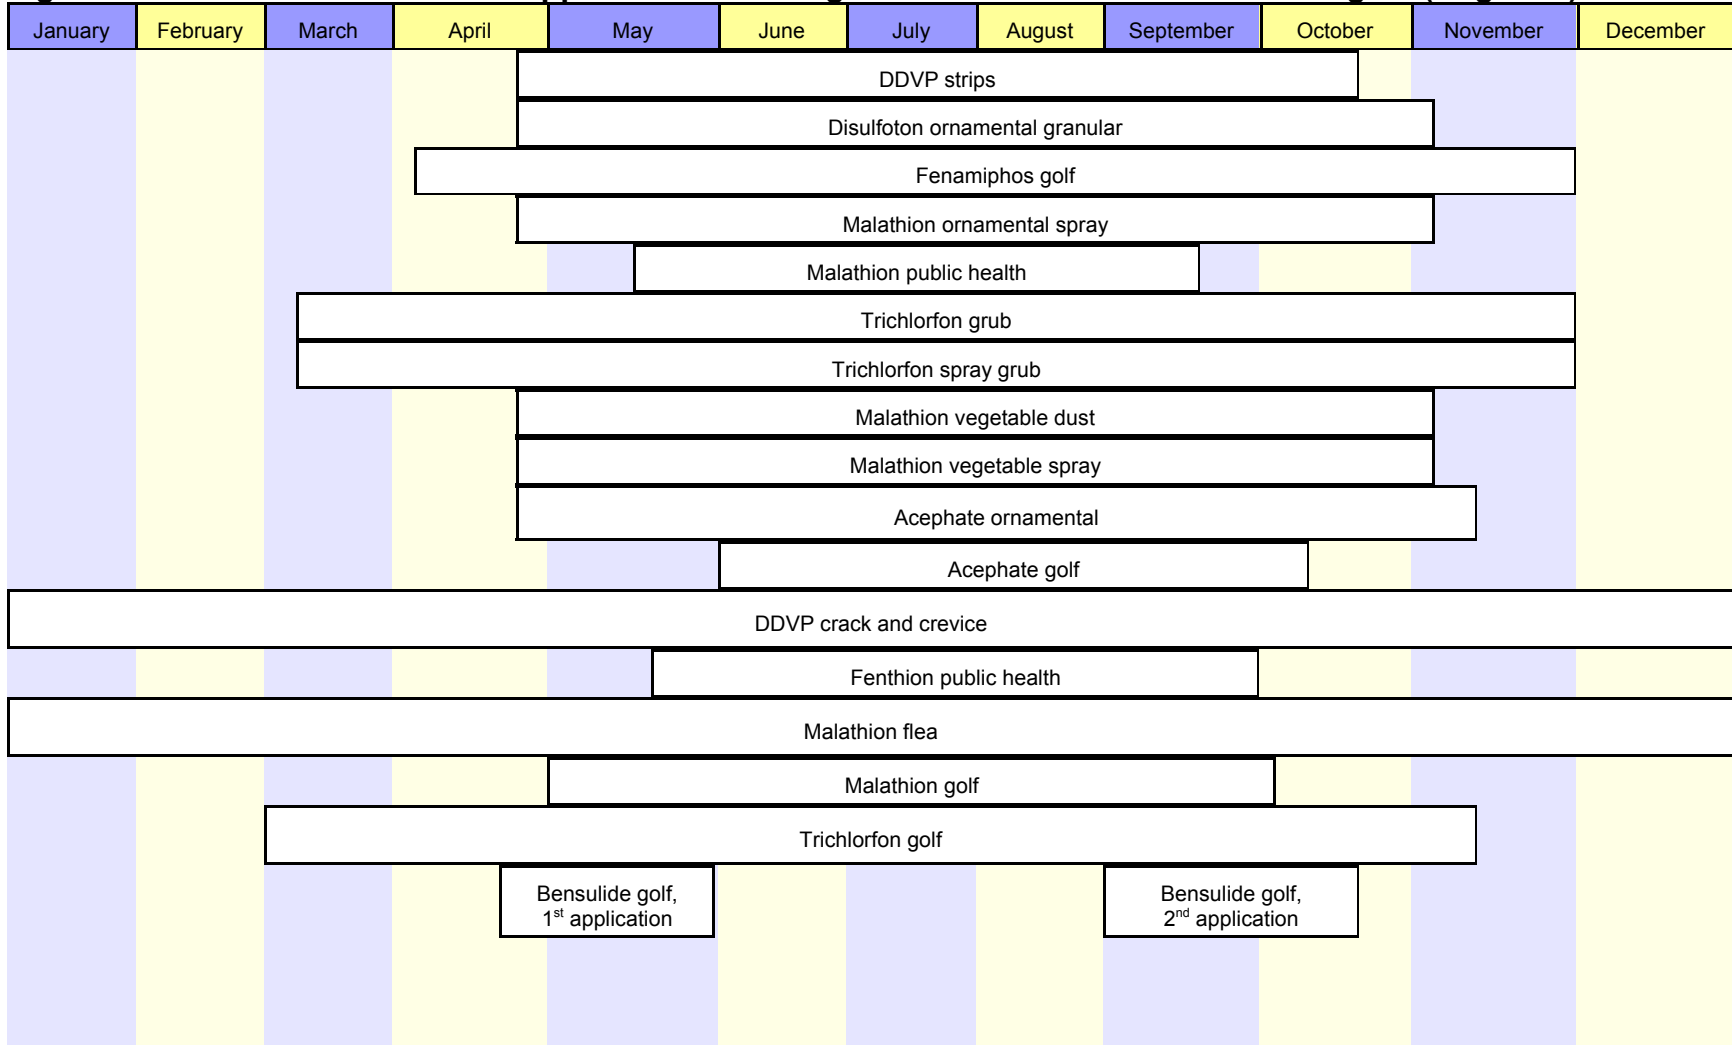 January February March April May June July August September October November December
DDVP strips
Disulfoton ornamental granular
Fenamiphos golf
Malathion ornamental spray
Malathion public health
Trichlorfon grub
Trichlorfon spray grub
Malathion vegetable dust
Malathion vegetable spray
Acephate ornamental
Acephate golf
DDVP crack and crevice
Fenthion public health
Malathion flea
Malathion golf
Trichlorfon golf
Bensulide golf,
1st application
Bensulide golf,
2nd application